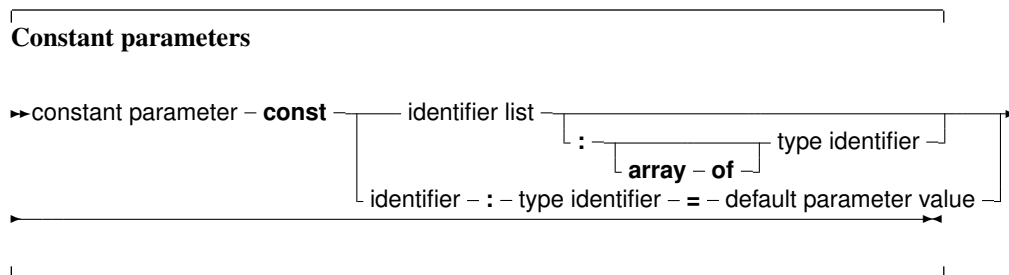 Constant parameters
constant parameter – const – identifier list –
: – type identifier –
array – of –
identifier – : – type identifier – = – default parameter value –